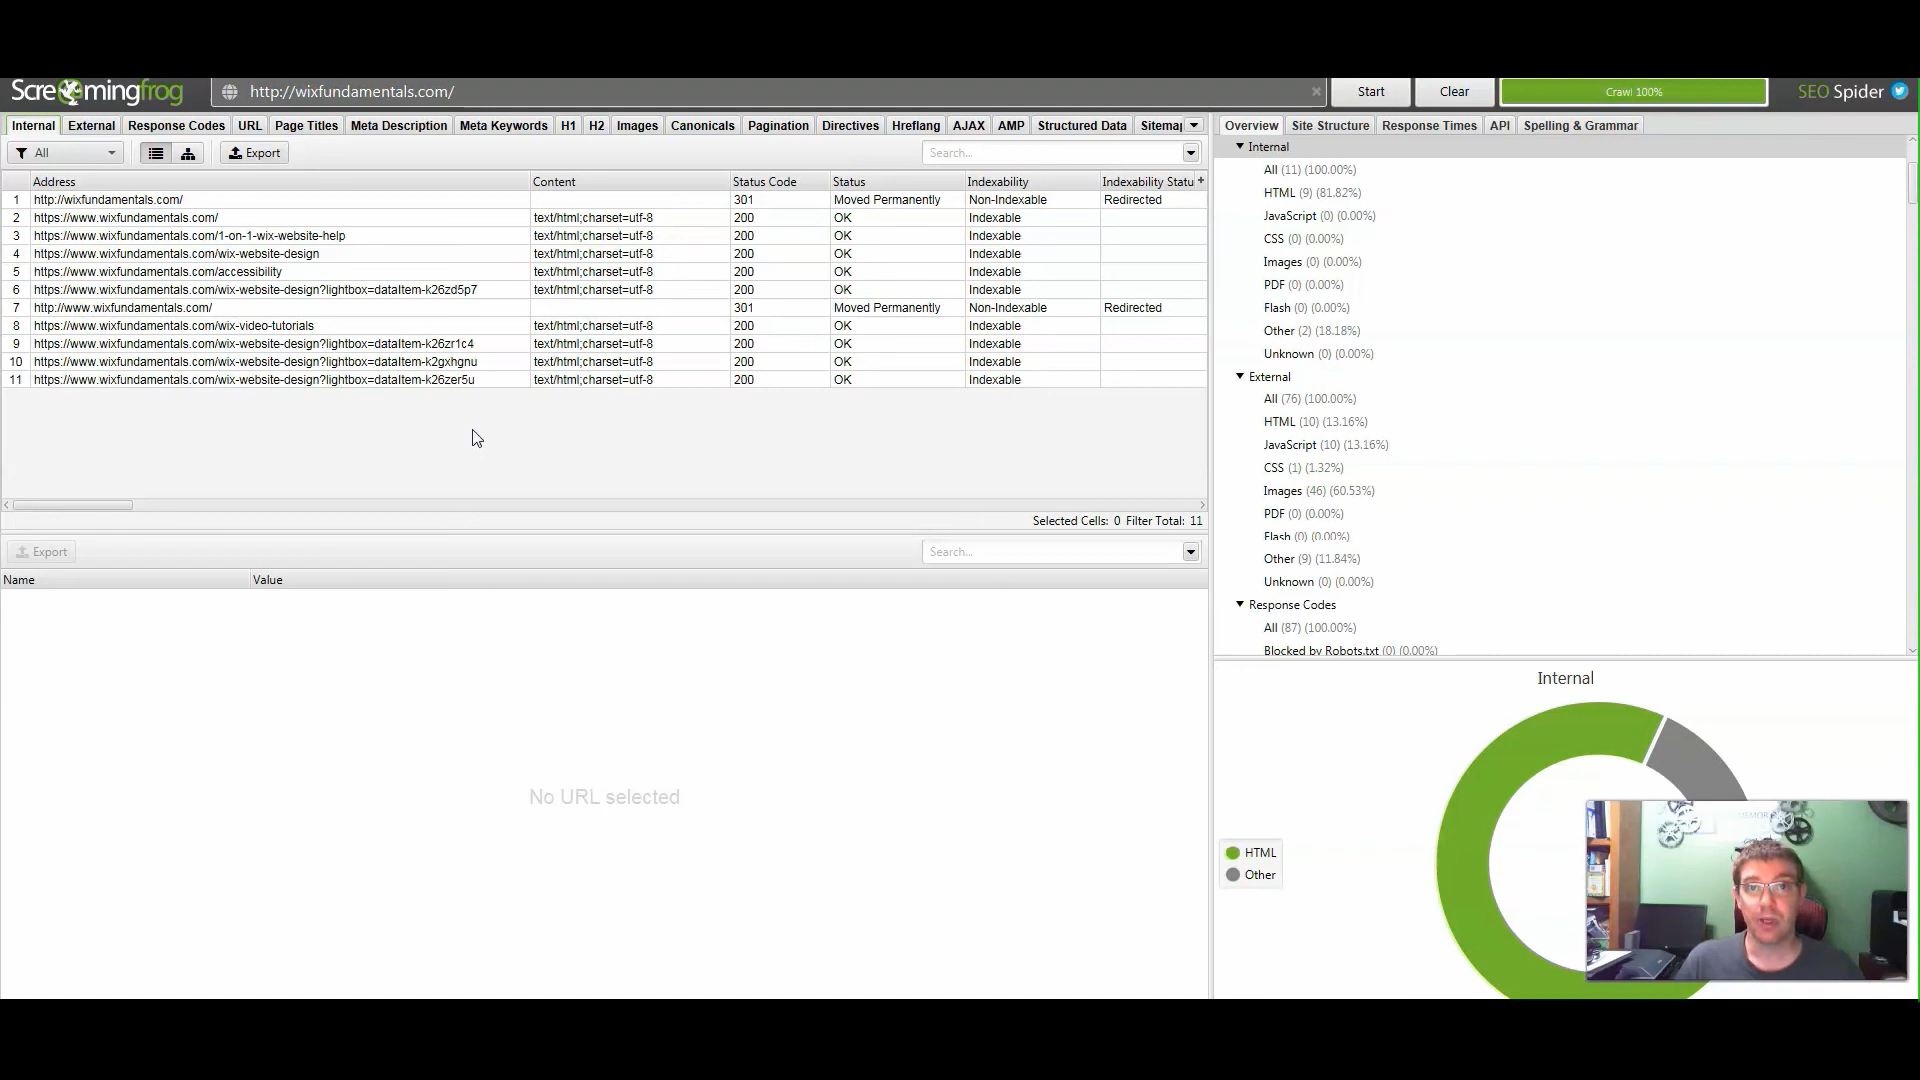 Screamingfrog http://wixfundamentals.com/ × Start Clear Crawl 100% SEO Spider
Internal External Response Codes URL Page Titles Meta Description Meta Keywords H1 H2 Images Canonicals Pagination Directives Hreflang AJAX AMP Structured Data Sitemap
All Export Search...
Address Content Status Code Status Indexability Indexability Statu +
1 http://wixfundamentals.com/ 301 Moved Permanently Non-Indexable Redirected
2 https://www.wixfundamentals.com/ text/html;charset=utf-8 200 OK Indexable
3 https://www.wixfundamentals.com/1-on-1-wix-website-help text/html;charset=utf-8 200 OK Indexable
4 https://www.wixfundamentals.com/wix-website-design text/html;charset=utf-8 200 OK Indexable
5 https://www.wixfundamentals.com/accessibility text/html;charset=utf-8 200 OK Indexable
6 https://www.wixfundamentals.com/wix-website-design?lightbox=dataItem-k26zd5p7 text/html;charset=utf-8 200 OK Indexable
7 http://www.wixfundamentals.com/ 301 Moved Permanently Non-Indexable Redirected
8 https://www.wixfundamentals.com/wix-video-tutorials text/html;charset=utf-8 200 OK Indexable
9 https://www.wixfundamentals.com/wix-website-design?lightbox=dataItem-k26zr1c4 text/html;charset=utf-8 200 OK Indexable
10 https://www.wixfundamentals.com/wix-website-design?lightbox=dataItem-k2gxhgnu text/html;charset=utf-8 200 OK Indexable
11 https://www.wixfundamentals.com/wix-website-design?lightbox=dataItem-k26zer5u text/html;charset=utf-8 200 OK Indexable
Selected Cells: 0 Filter Total: 11
Export Search...
Name Value
No URL selected
Overview Site Structure Response Times API Spelling & Grammar
Internal
All (11) (100.00%)
HTML (9) (81.82%)
JavaScript (0) (0.00%)
CSS (0) (0.00%)
Images (0) (0.00%)
PDF (0) (0.00%)
Flash (0) (0.00%)
Other (2) (18.18%)
Unknown (0) (0.00%)
External
All (76) (100.00%)
HTML (10) (13.16%)
JavaScript (10) (13.16%)
CSS (1) (1.32%)
Images (46) (60.53%)
PDF (0) (0.00%)
Flash (0) (0.00%)
Other (9) (11.84%)
Unknown (0) (0.00%)
Response Codes
All (87) (100.00%)
Blocked by Robots.txt (0) (0.00%)
Internal
HTML
Other